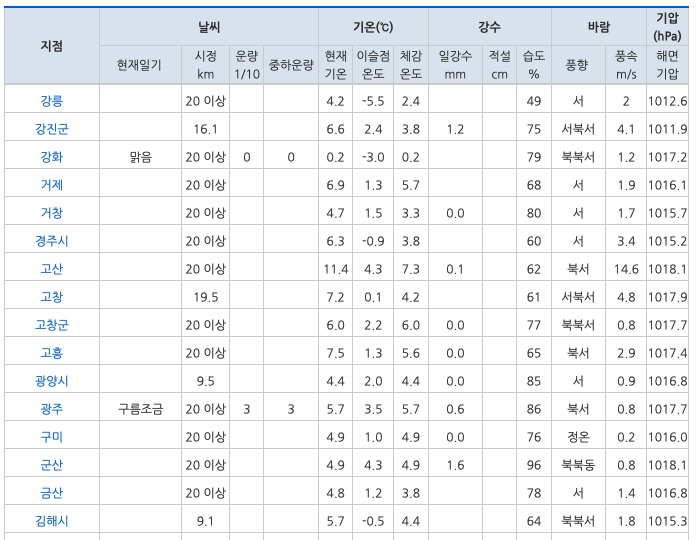 지점 날씨 기온(℃) 강수 바람 기압(hPa)
현재일기 시정 km 운량 1/10 중하운량 현재 기온 이슬점 온도 체감 온도 일강수 mm 적설 cm 습도 % 풍향 풍속 m/s 해면 기압
강릉 20 이상 4.2 -5.5 2.4 49 서 2 1012.6
강진군 16.1 6.6 2.4 3.8 1.2 75 서북서 4.1 1011.9
강화 맑음 20 이상 0 0 0.2 -3.0 0.2 79 북북서 1.2 1017.2
거제 20 이상 6.9 1.3 5.7 68 서 1.9 1016.1
거창 20 이상 4.7 1.5 3.3 0.0 80 서 1.7 1015.7
경주시 20 이상 6.3 -0.9 3.8 60 서 3.4 1015.2
고산 20 이상 11.4 4.3 7.3 0.1 62 북서 14.6 1018.1
고창 19.5 7.2 0.1 4.2 61 서북서 4.8 1017.9
고창군 20 이상 6.0 2.2 6.0 0.0 77 북북서 0.8 1017.7
고흥 20 이상 7.5 1.3 5.6 0.0 65 북서 2.9 1017.4
광양시 9.5 4.4 2.0 4.4 0.0 85 서 0.9 1016.8
광주 구름조금 20 이상 3 3 5.7 3.5 5.7 0.6 86 북서 0.8 1017.7
구미 20 이상 4.9 1.0 4.9 0.0 76 정온 0.2 1016.0
군산 20 이상 4.9 4.3 4.9 1.6 96 북북동 0.8 1018.1
금산 20 이상 4.8 1.2 3.8 78 서 1.4 1016.8
김해시 9.1 5.7 -0.5 4.4 64 북북서 1.8 1015.3